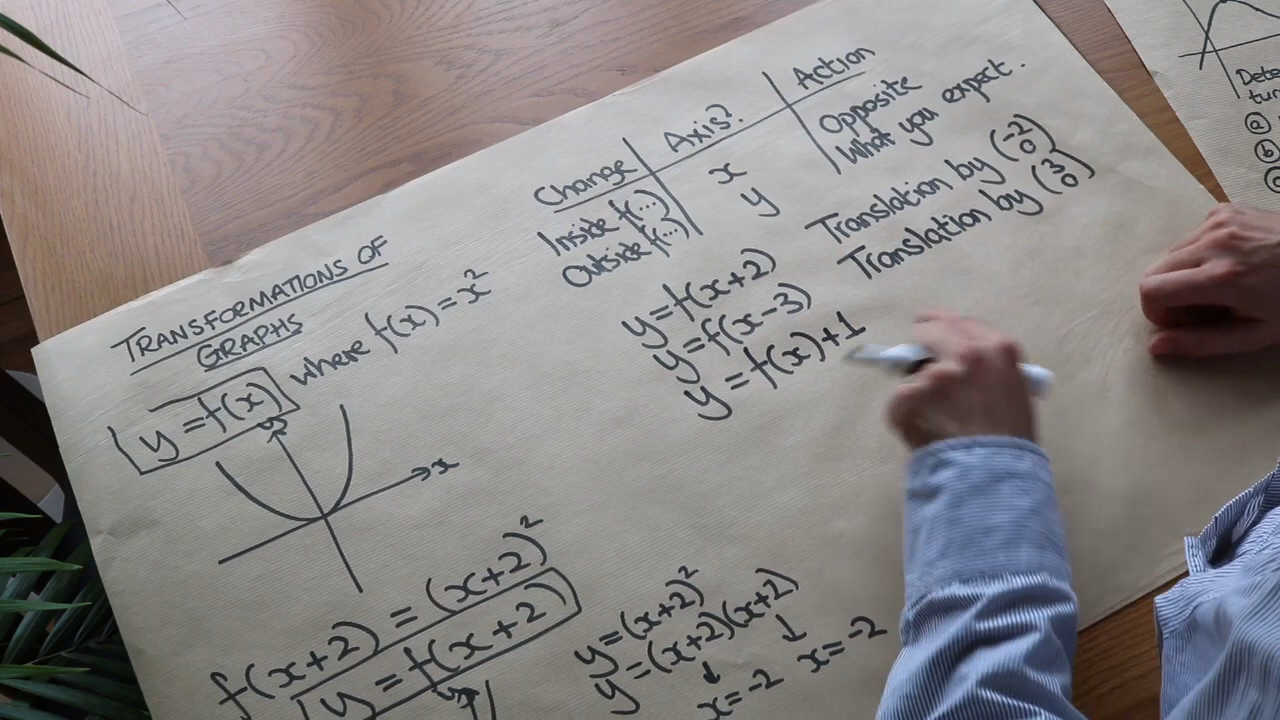 TRANSFORMATIONS OF
GRAPHS
y = f(x) where f(x) = x²
y
x
f(x+2) = (x+2)²
y = f(x+2)
y
y = (x+2)²
y = (x+2)(x+2)
↓ ↓
x = -2 x = -2
Change Axis? Action
Inside f(...) x Opposite
what you expect.
Outside f(...) y
y = f(x+2) Translation by (-2 0)
y = f(x-3) Translation by (3 0)
y = f(x)+1
ⓐ
ⓑ